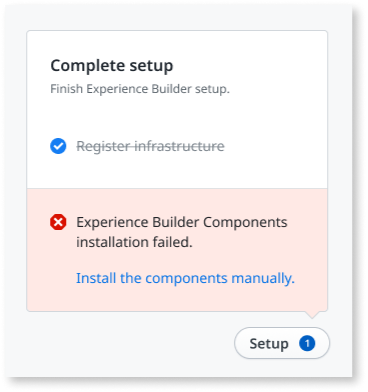 Complete setup
Finish Experience Builder setup.
Register infrastructure
Experience Builder Components
installation failed.
Install the components manually.
Setup 1